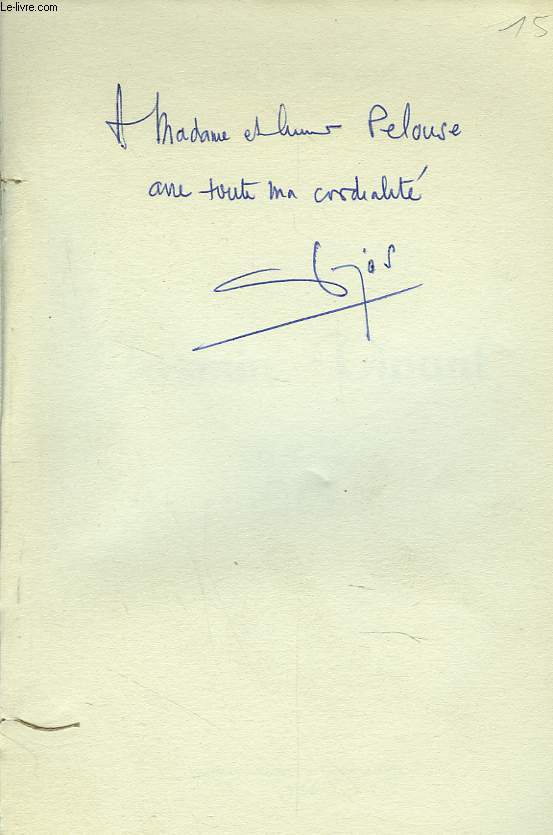 Le-livre.com
15
A Madame et Monsieur Pelouse
avec toute ma cordialité